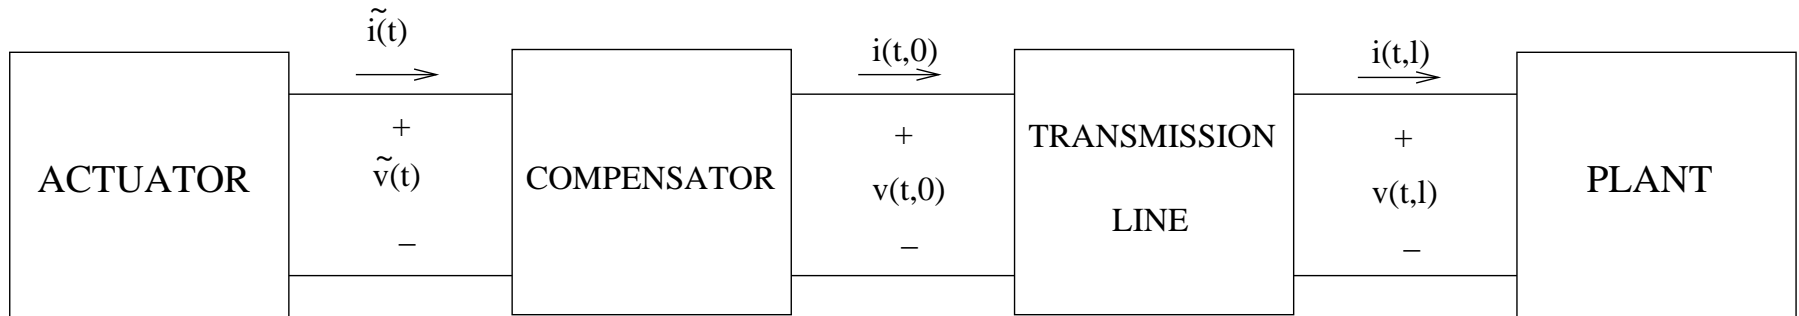 ĩ(t)
i(t,0)
i(t,l)
ACTUATOR
+
ṽ(t)
−
COMPENSATOR
+
v(t,0)
−
TRANSMISSION
LINE
+
v(t,l)
−
PLANT